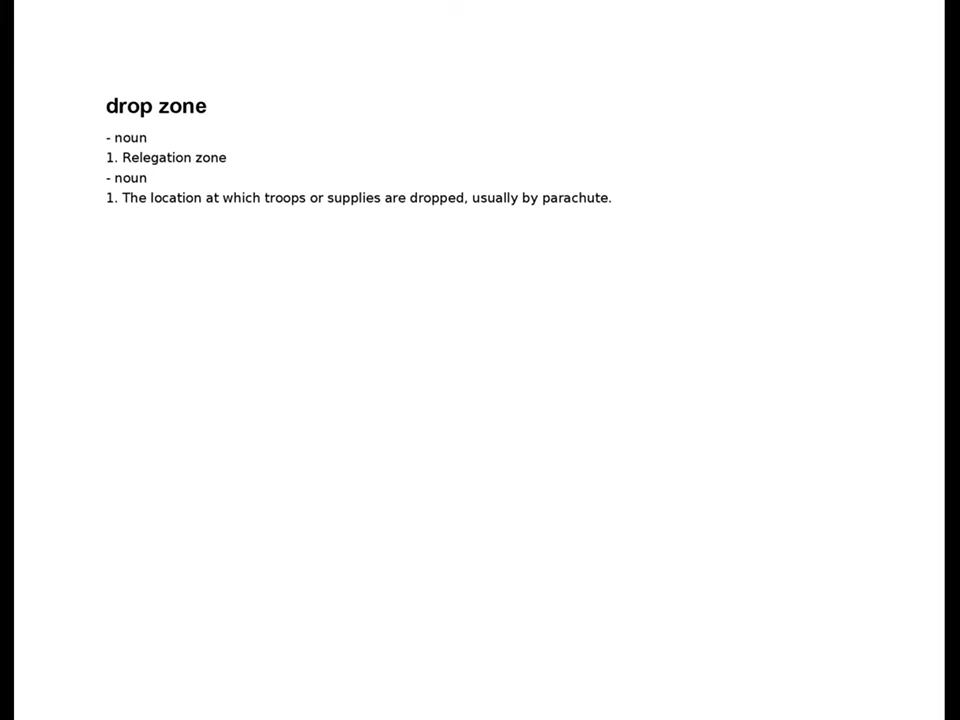 drop zone
- noun
1. Relegation zone
- noun
1. The location at which troops or supplies are dropped, usually by parachute.